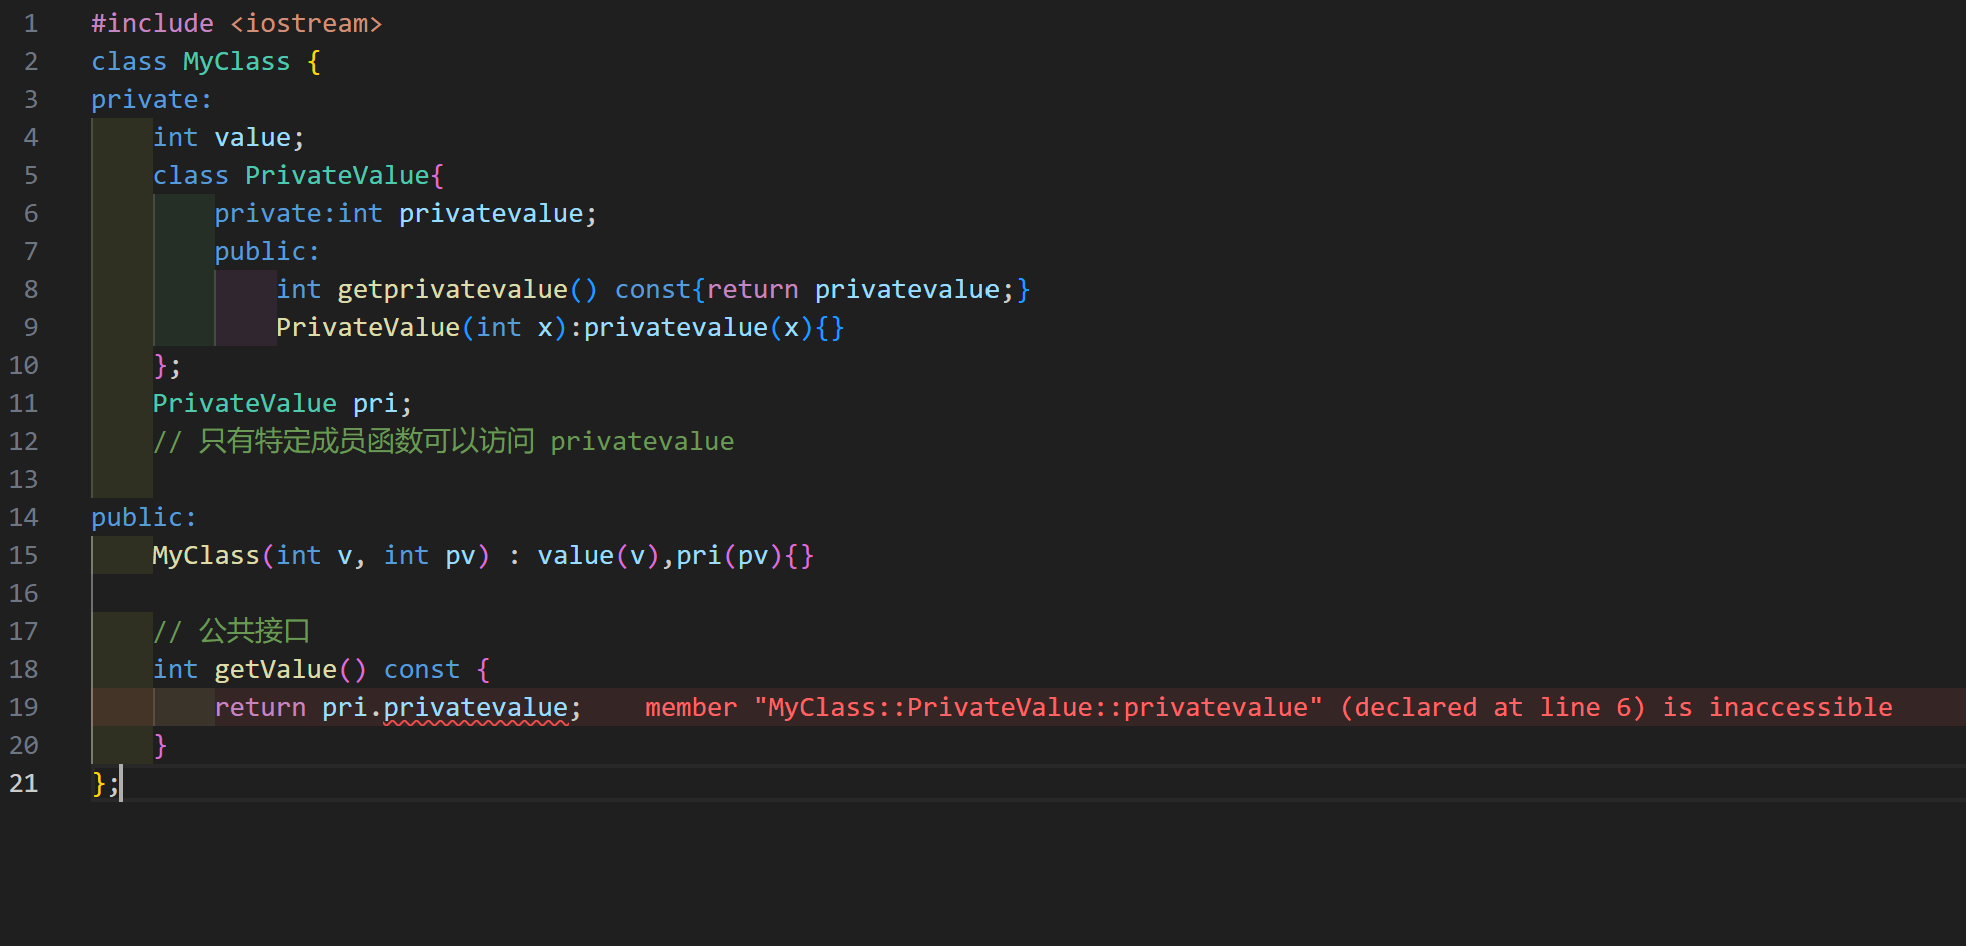 1 #include <iostream>
2 class MyClass {
3 private:
4 int value;
5 class PrivateValue{
6 private:int privatevalue;
7 public:
8 int getprivatevalue() const{return privatevalue;}
9 PrivateValue(int x):privatevalue(x){}
10 };
11 PrivateValue pri;
12 // 只有特定成员函数可以访问 privatevalue
13
14 public:
15 MyClass(int v, int pv) : value(v),pri(pv){}
16
17 // 公共接口
18 int getValue() const {
19 return pri.privatevalue; member "MyClass::PrivateValue::privatevalue" (declared at line 6) is inaccessible
20 }
21 };